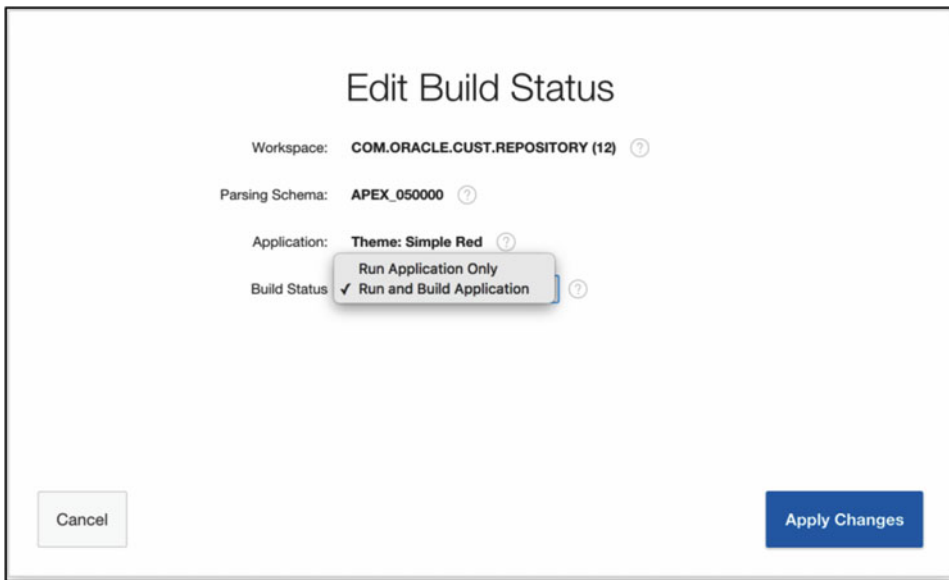 Edit Build Status
Workspace: COM.ORACLE.CUST.REPOSITORY (12) ?
Parsing Schema: APEX_050000 ?
Application: Theme: Simple Red ?
Run Application Only
Build Status ✓ Run and Build Application ?
Cancel Apply Changes